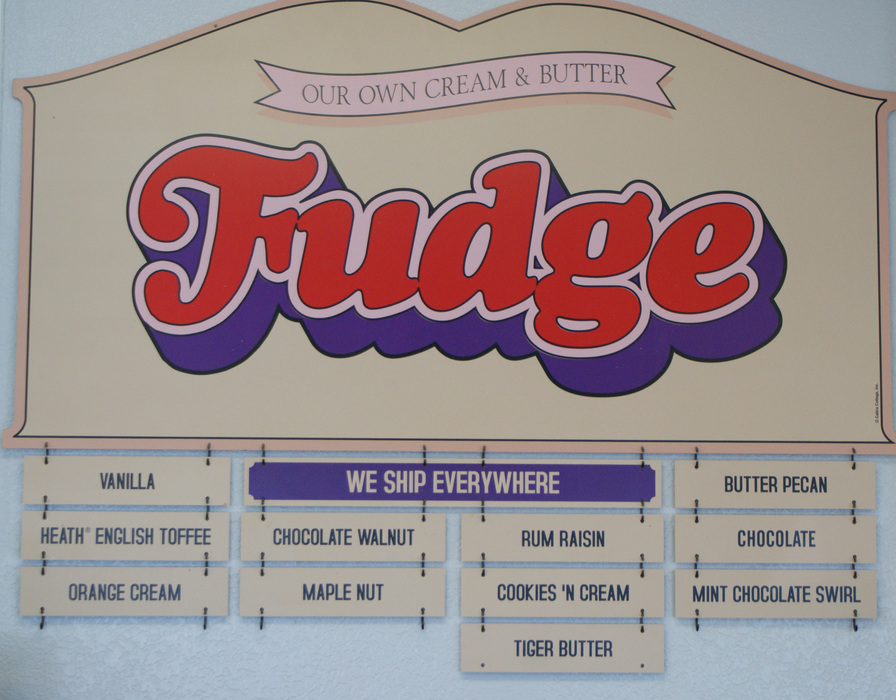 OUR OWN CREAM & BUTTER
Fudge
VANILLA
WE SHIP EVERYWHERE
BUTTER PECAN
HEATH® ENGLISH TOFFEE
CHOCOLATE WALNUT
RUM RAISIN
CHOCOLATE
ORANGE CREAM
MAPLE NUT
COOKIES 'N CREAM
MINT CHOCOLATE SWIRL
TIGER BUTTER